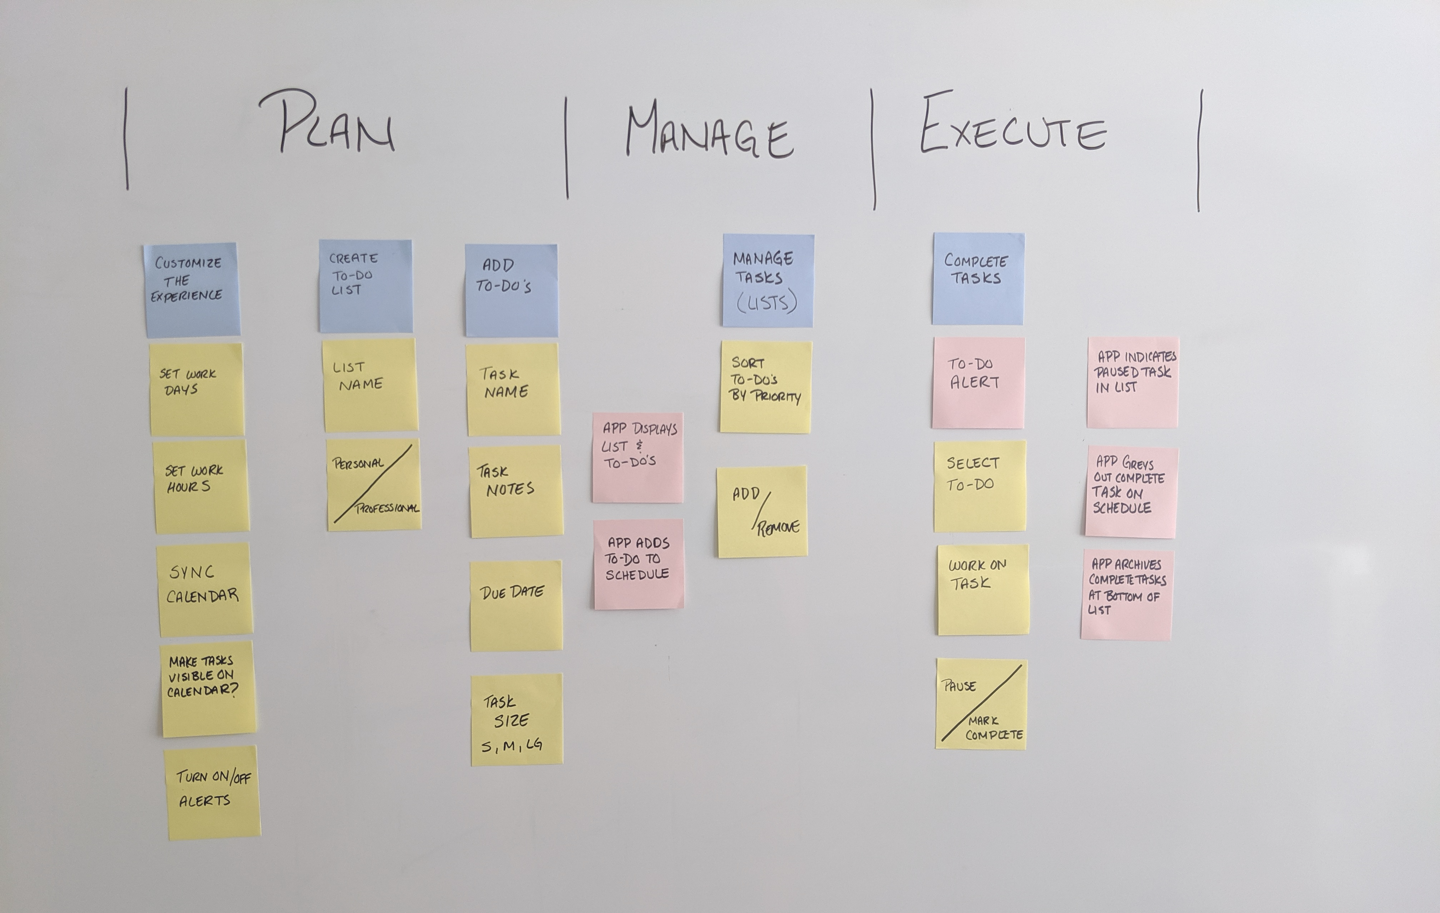 PLAN
MANAGE
EXECUTE
CUSTOMIZE
THE
EXPERIENCE
SET WORK
DAYS
SET WORK
HOURS
SYNC
CALENDAR
MAKE TASKS
VISIBLE ON
CALENDAR?
TURN ON/OFF
ALERTS
CREATE
TO-DO
LIST
LIST
NAME
PERSONAL /
PROFESSIONAL
ADD
TO-DO's
TASK
NAME
TASK
NOTES
DUE DATE
TASK
SIZE
S, M, LG
APP DISPLAYS
LIST &
TO-DO'S
APP ADDS
TO-DO TO
SCHEDULE
MANAGE
TASKS
(LISTS)
SORT
TO-DO'S
BY PRIORITY
ADD /
REMOVE
COMPLETE
TASKS
TO-DO
ALERT
SELECT
TO-DO
WORK ON
TASK
PAUSE /
MARK
COMPLETE
APP INDICATES
PAUSED TASK
IN LIST
APP GREYS
OUT COMPLETE
TASK ON
SCHEDULE
APP ARCHIVES
COMPLETE TASKS
AT BOTTOM OF
LIST